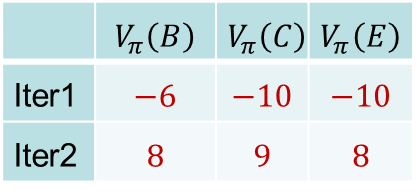 Vπ(B) Vπ(C) Vπ(E)
Iter1 −6 −10 −10
Iter2 8 9 8